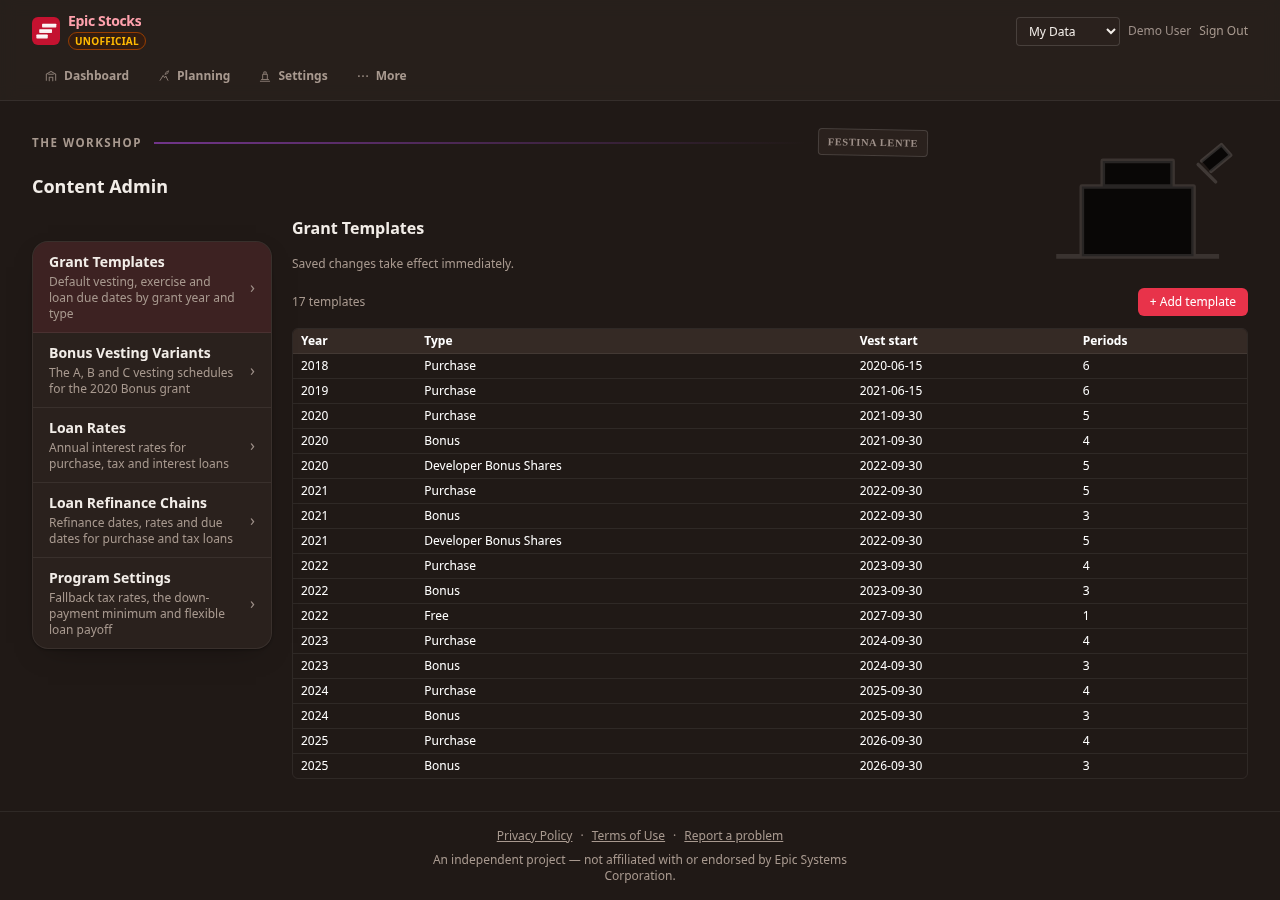 Epic Stocks
UNOFFICIAL
My Data
Demo User
Sign Out
Dashboard
Planning
Settings
More
THE WORKSHOP
FESTINA LENTE
Content Admin
Grant Templates
Default vesting, exercise and
loan due dates by grant year and
type
Bonus Vesting Variants
The A, B and C vesting schedules
for the 2020 Bonus grant
Loan Rates
Annual interest rates for
purchase, tax and interest loans
Loan Refinance Chains
Refinance dates, rates and due
dates for purchase and tax loans
Program Settings
Fallback tax rates, the down-
payment minimum and flexible
loan payoff
Grant Templates
Saved changes take effect immediately.
17 templates
+ Add template
Year Type Vest start Periods
2018 Purchase 2020-06-15 6
2019 Purchase 2021-06-15 6
2020 Purchase 2021-09-30 5
2020 Bonus 2021-09-30 4
2020 Developer Bonus Shares 2022-09-30 5
2021 Purchase 2022-09-30 5
2021 Bonus 2022-09-30 3
2021 Developer Bonus Shares 2022-09-30 5
2022 Purchase 2023-09-30 4
2022 Bonus 2023-09-30 3
2022 Free 2027-09-30 1
2023 Purchase 2024-09-30 4
2023 Bonus 2024-09-30 3
2024 Purchase 2025-09-30 4
2024 Bonus 2025-09-30 3
2025 Purchase 2026-09-30 4
2025 Bonus 2026-09-30 3
Privacy Policy · Terms of Use · Report a problem
An independent project — not affiliated with or endorsed by Epic Systems
Corporation.